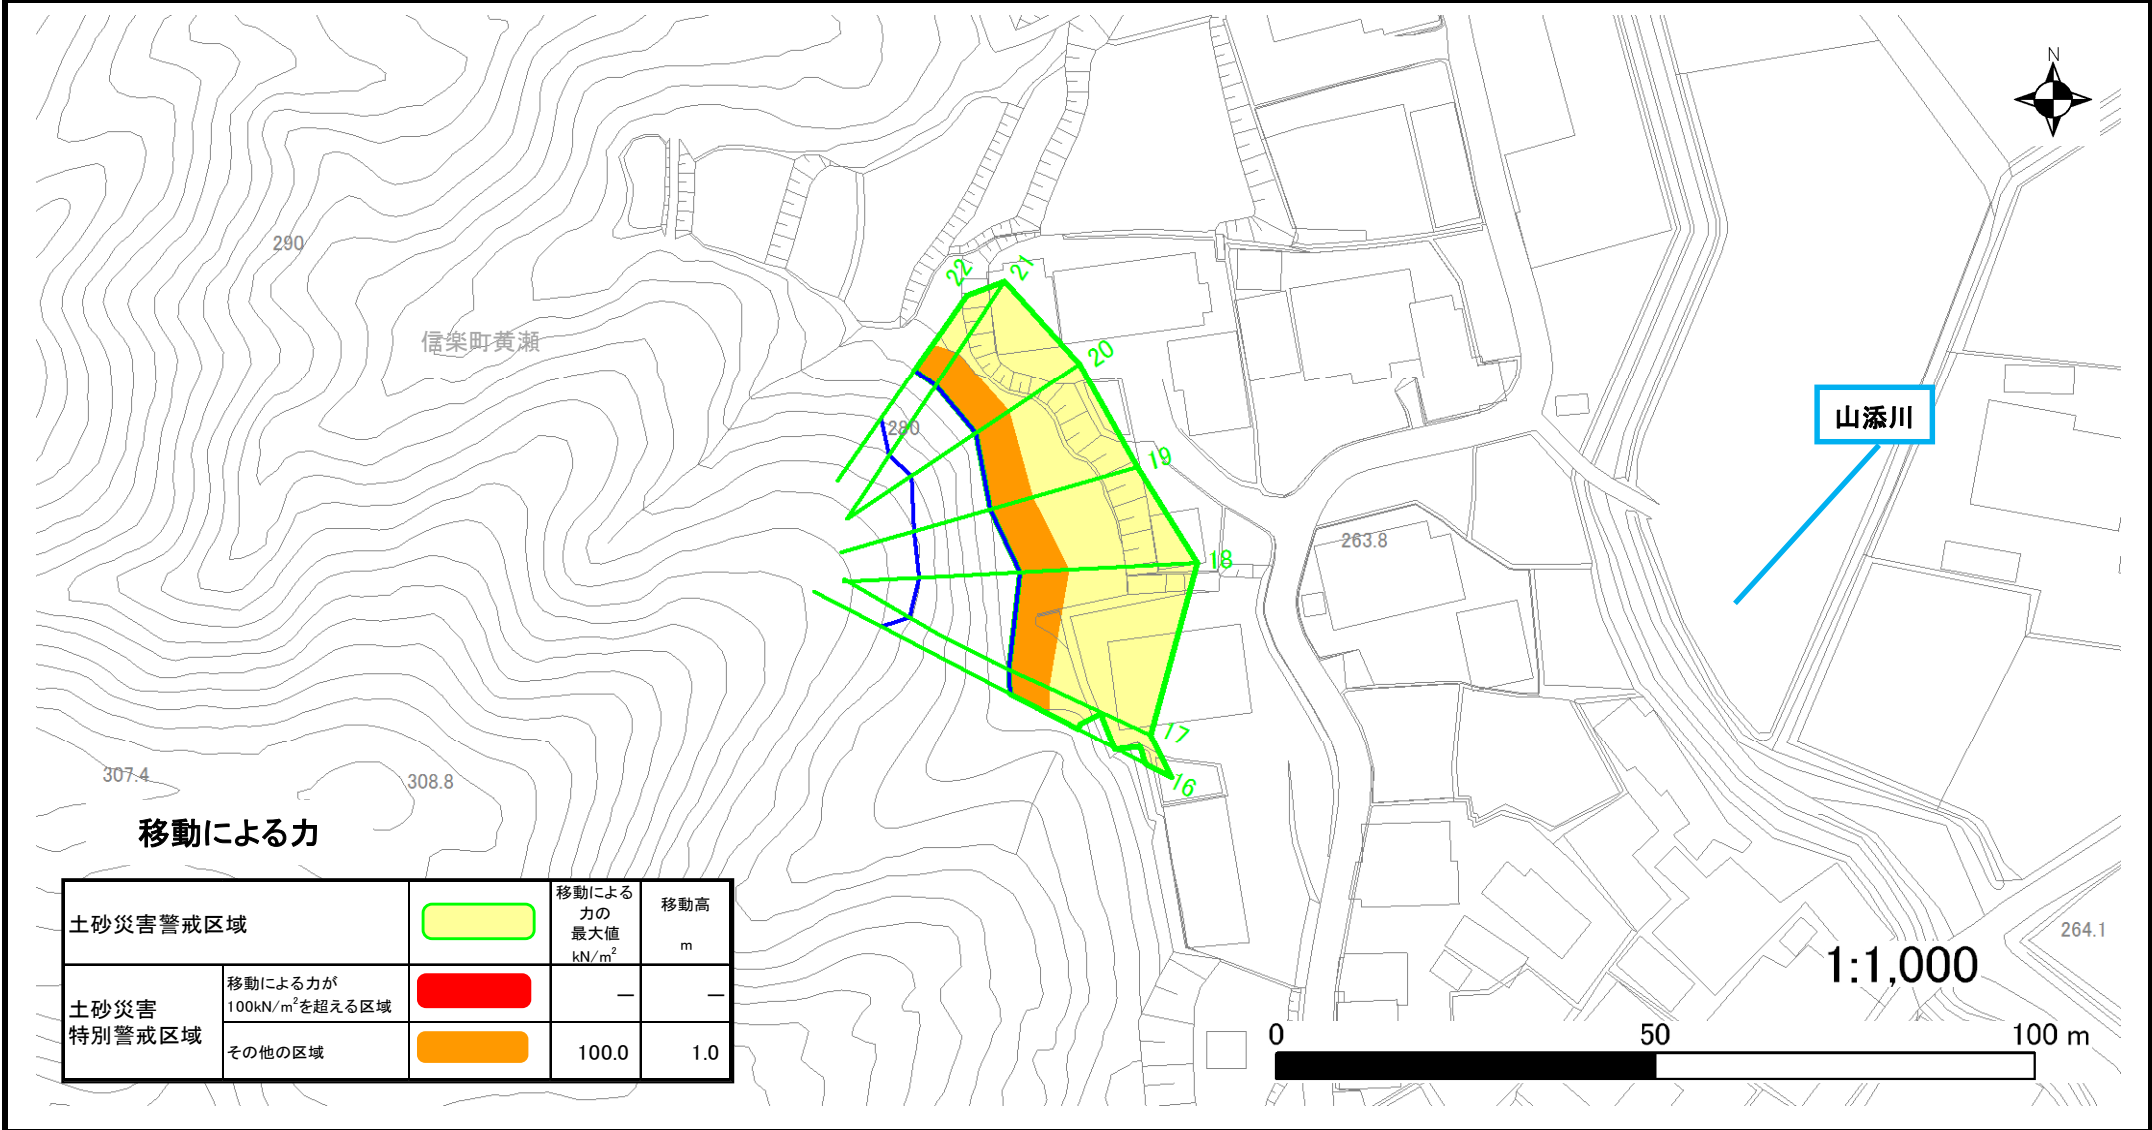 N
290
信楽町黄瀬
22
21
20
280
19
18
263.8
山添川
17
16
307.4
308.8
264.1
移動による力
土砂災害警戒区域
移動による
力の
最大値
kN/m²
移動高
m
土砂災害
特別警戒区域
移動による力が
100kN/m²を超える区域
―
―
その他の区域
100.0
1.0
1:1,000
0
50
100 m